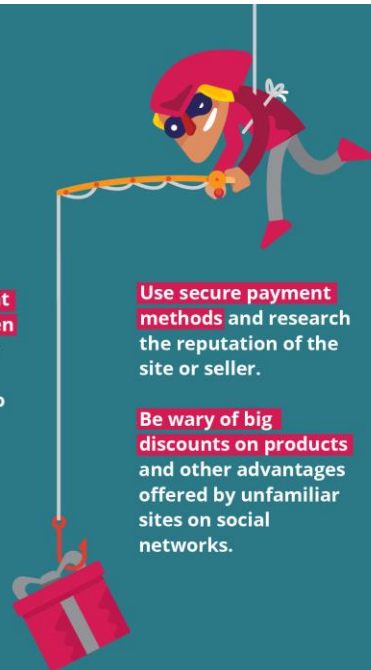 Use secure payment
methods and research
the reputation of the
site or seller.
Be wary of big
discounts on products
and other advantages
offered by unfamiliar
sites on social
networks.